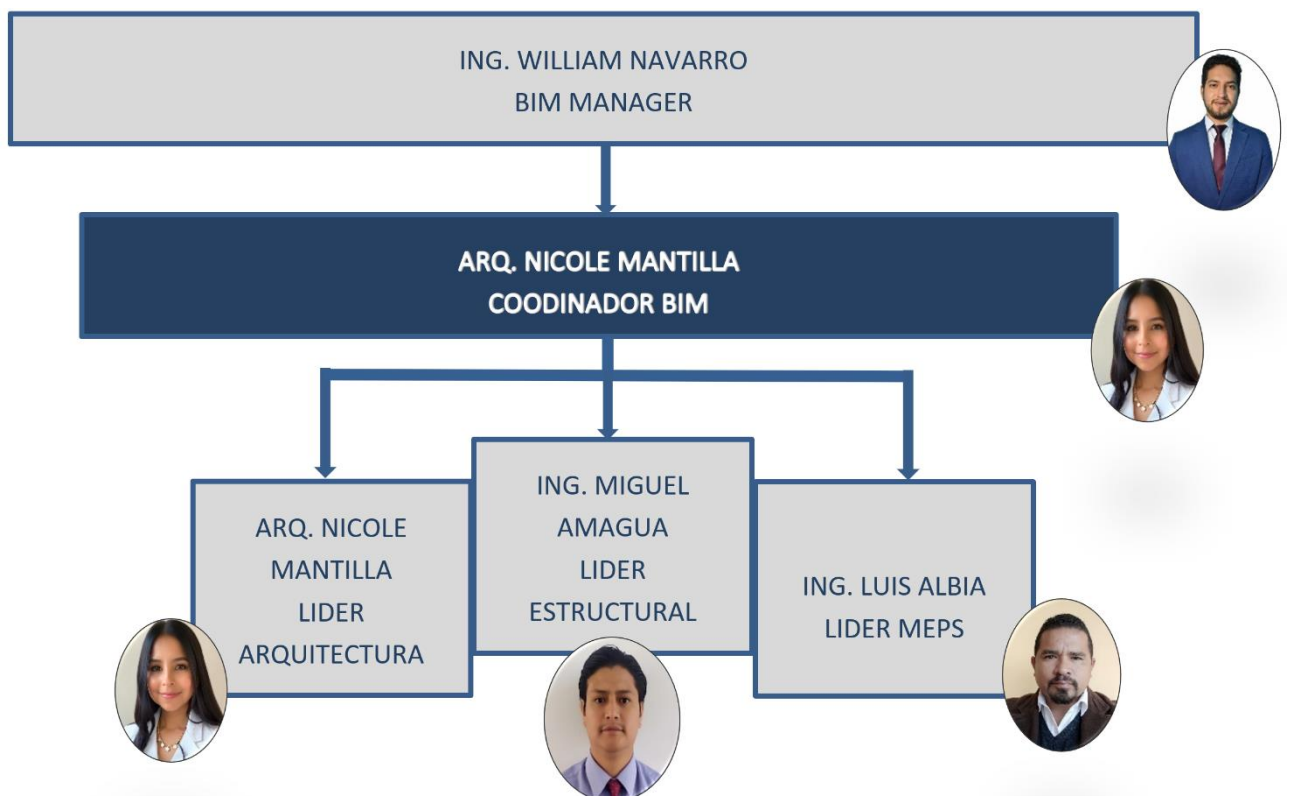 ING. WILLIAM NAVARRO
BIM MANAGER
ARQ. NICOLE MANTILLA
COODINADOR BIM
ARQ. NICOLE
MANTILLA
LIDER
ARQUITECTURA
ING. MIGUEL
AMAGUA
LIDER
ESTRUCTURAL
ING. LUIS ALBIA
LIDER MEPS